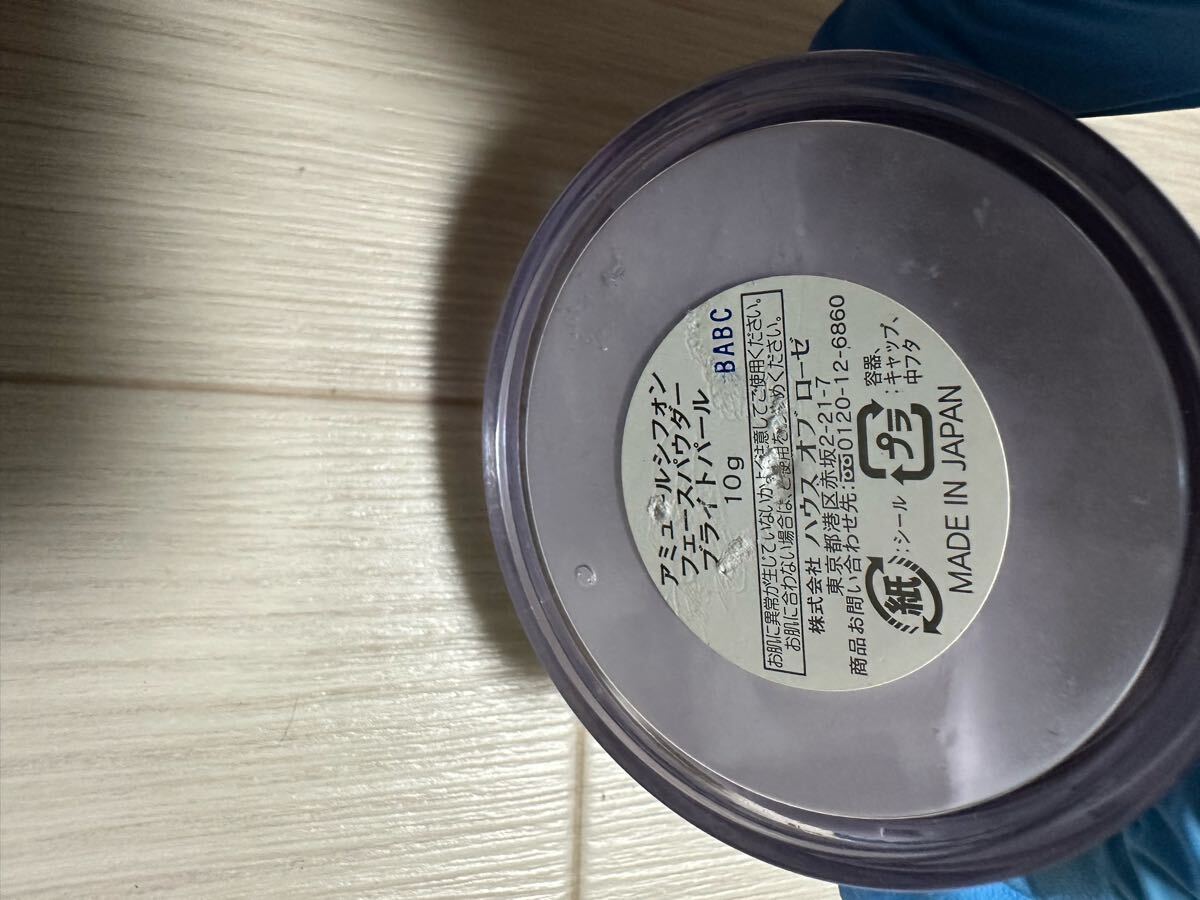 アミュールシフォン
フェースパウダー
ブライトパール
10g
BABC
お肌に異常が生じていないかよく注意してご使用ください。
お肌に合わない場合は、ご使用をおやめください。
株式会社 ハウス オブ ローゼ
東京都港区赤坂2-21-7
商品お問い合わせ先:0120-12-6860
紙:シール
プラ:容器、
キャップ、
中フタ
MADE IN JAPAN